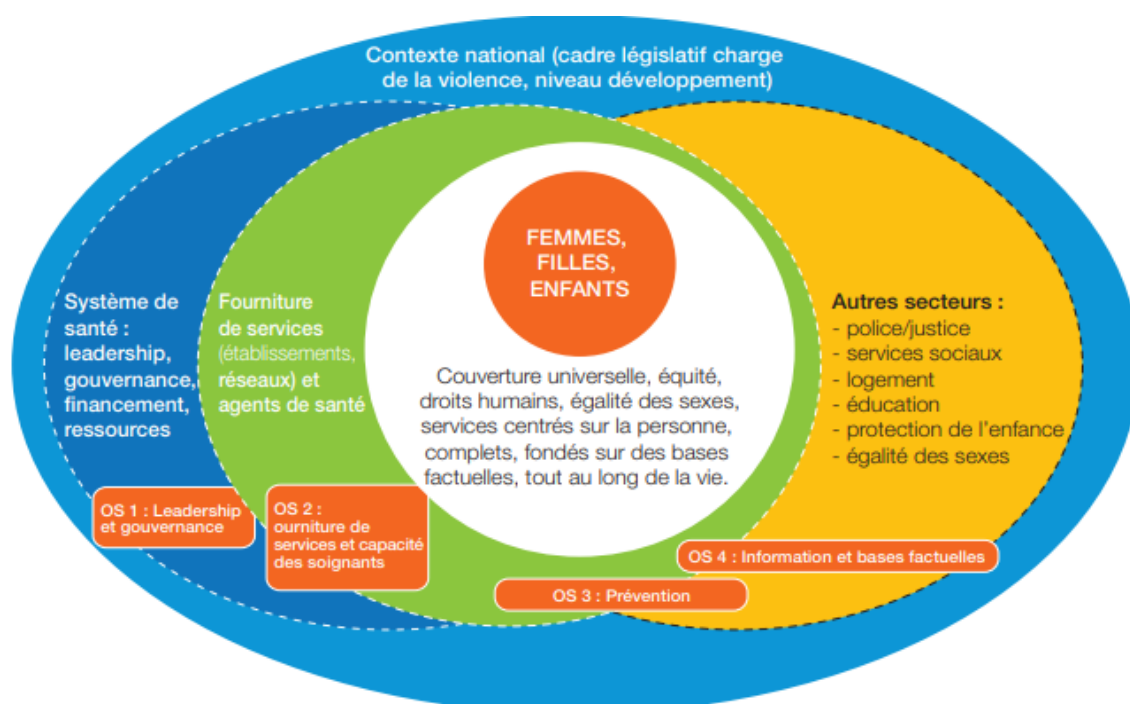 Contexte national (cadre législatif charge
de la violence, niveau développement)
FEMMES,
FILLES,
ENFANTS
Système de
santé :
leadership,
gouvernance,
financement,
ressources
Fourniture
de services
(établissements,
réseaux) et
agents de santé
Couverture universelle, équité,
droits humains, égalité des sexes,
services centrés sur la personne,
complets, fondés sur des bases
factuelles, tout au long de la vie.
Autres secteurs :
- police/justice
- services sociaux
- logement
- éducation
- protection de l'enfance
- égalité des sexes
OS 1 : Leadership
et gouvernance
OS 2 :
ourniture de
services et capacité
des soignants
OS 3 : Prévention
OS 4 : Information et bases factuelles